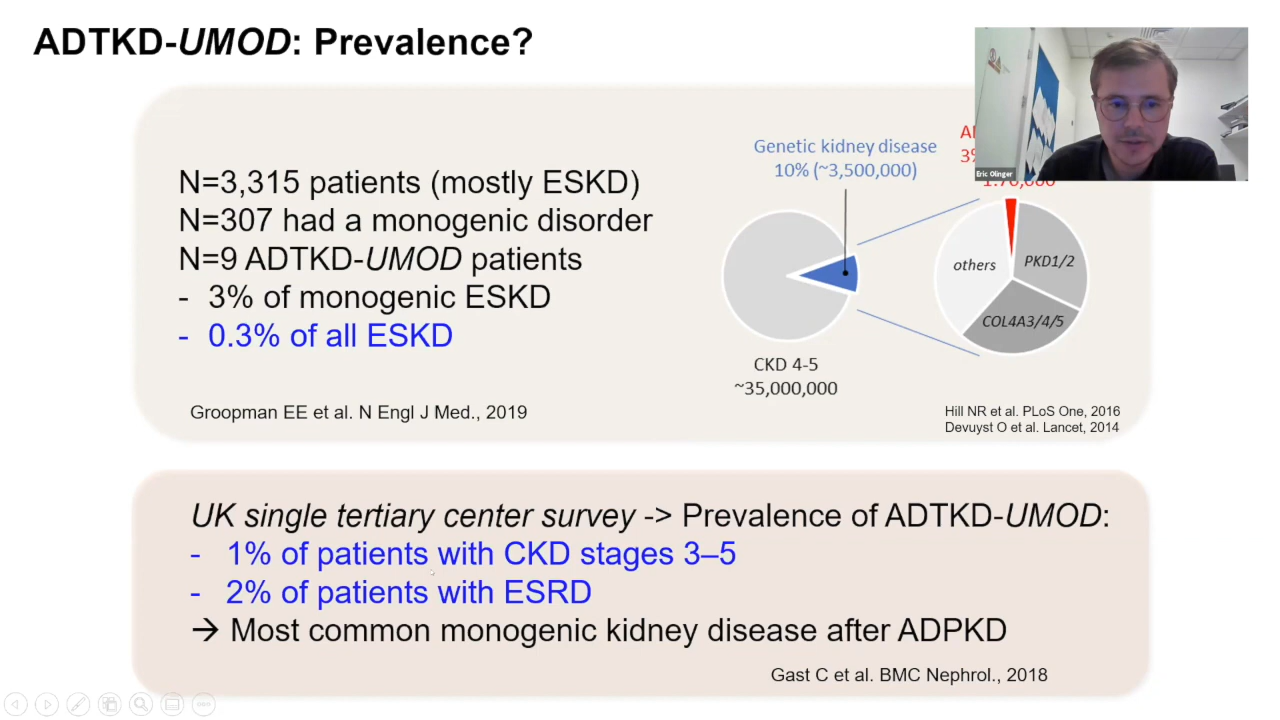 ADTKD-UMOD: Prevalence?
N=3,315 patients (mostly ESKD)
N=307 had a monogenic disorder
N=9 ADTKD-UMOD patients
- 3% of monogenic ESKD
- 0.3% of all ESKD
Groopman EE et al. N Engl J Med., 2019
Genetic kidney disease
10% (~3,500,000)
CKD 4-5
~35,000,000
others
PKD1/2
COL4A3/4/5
Hill NR et al. PLoS One, 2016
Devuyst O et al. Lancet, 2014
Eric Olinger
UK single tertiary center survey -> Prevalence of ADTKD-UMOD:
- 1% of patients with CKD stages 3–5
- 2% of patients with ESRD
→ Most common monogenic kidney disease after ADPKD
Gast C et al. BMC Nephrol., 2018